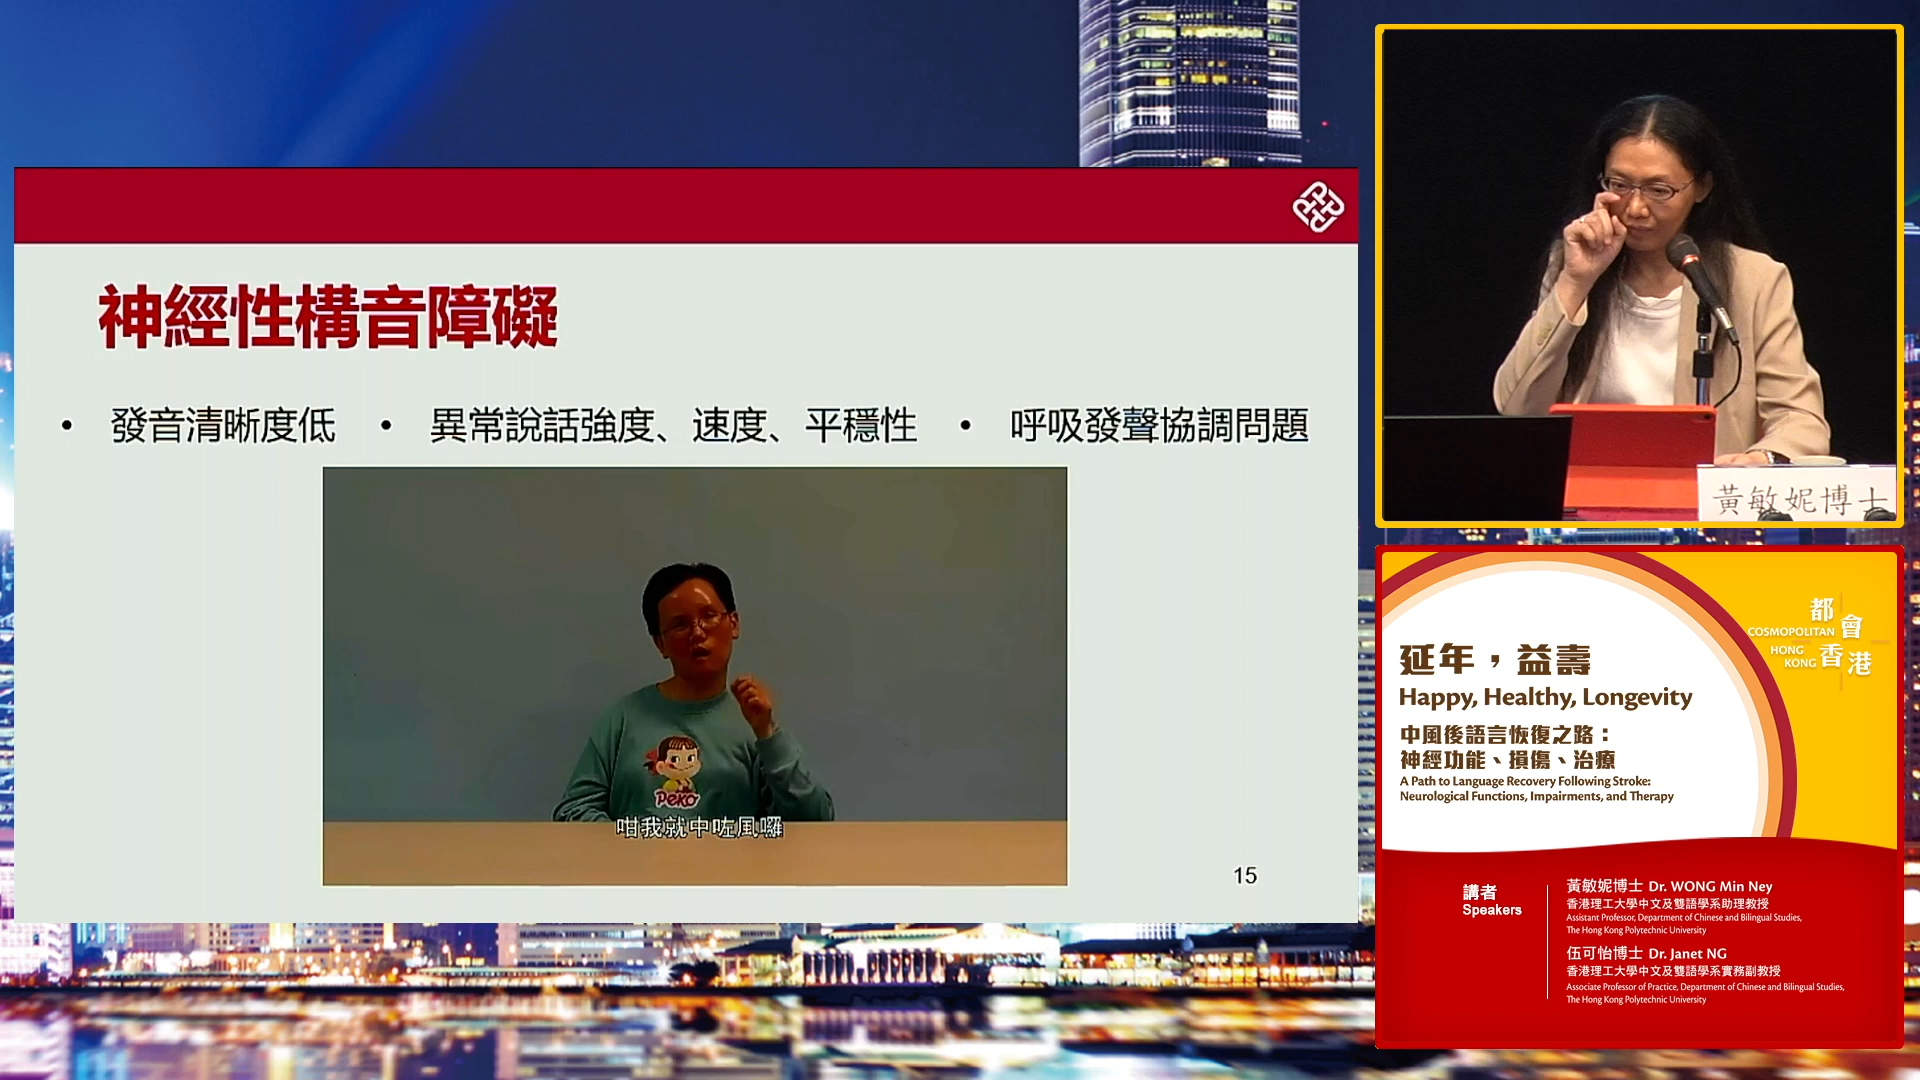 神經性構音障礙
• 發音清晰度低 • 異常說話強度、速度、平穩性 • 呼吸發聲協調問題
Peko
咁我就中咗風囉
15
黃敏妮博士
都會
COSMOPOLITAN
HONG
KONG
香港
延年，益壽
Happy, Healthy, Longevity
中風後語言恢復之路：
神經功能、損傷、治療
A Path to Language Recovery Following Stroke:
Neurological Functions, Impairments, and Therapy
講者
Speakers
黃敏妮博士 Dr. WONG Min Ney
香港理工大學中文及雙語學系助理教授
Assistant Professor, Department of Chinese and Bilingual Studies,
The Hong Kong Polytechnic University
伍可怡博士 Dr. Janet NG
香港理工大學中文及雙語學系實務副教授
Associate Professor of Practice, Department of Chinese and Bilingual Studies,
The Hong Kong Polytechnic University